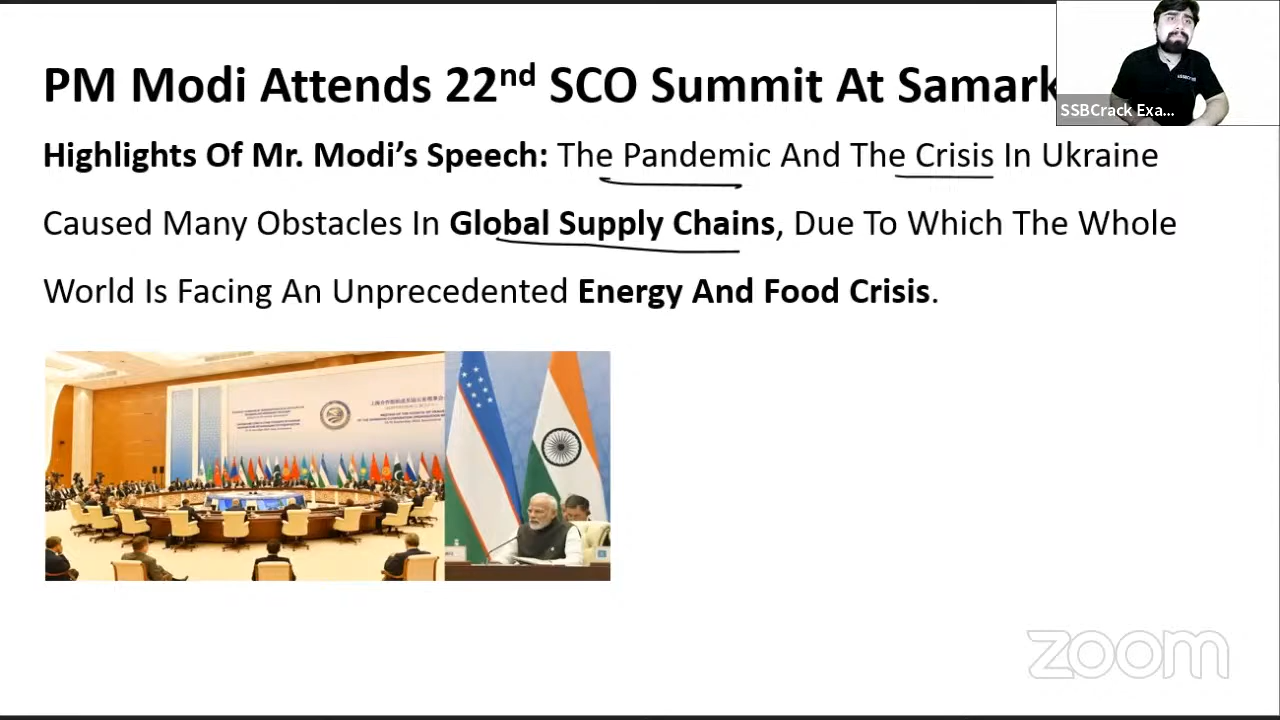 PM Modi Attends 22nd SCO Summit At Samark
SSBCrack Exa...
Highlights Of Mr. Modi’s Speech: The Pandemic And The Crisis In Ukraine
Caused Many Obstacles In Global Supply Chains, Due To Which The Whole
World Is Facing An Unprecedented Energy And Food Crisis.
zoom